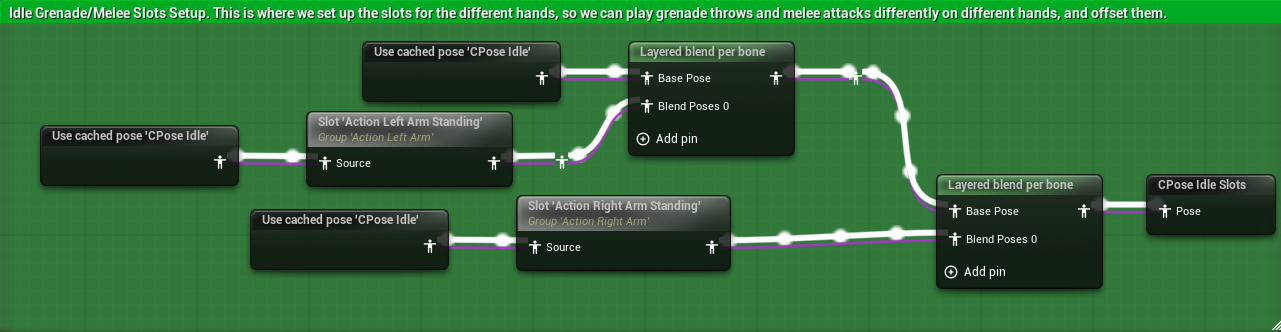 Idle Grenade/Melee Slots Setup. This is where we set up the slots for the different hands, so we can play grenade throws and melee attacks differently on different hands, and offset them.
Use cached pose 'CPose Idle'
Layered blend per bone
Base Pose
Blend Poses 0
Add pin
Slot 'Action Left Arm Standing'
Group 'Action Left Arm'
Source
Use cached pose 'CPose Idle'
Use cached pose 'CPose Idle'
Slot 'Action Right Arm Standing'
Group 'Action Right Arm'
Source
Layered blend per bone
Base Pose
Blend Poses 0
Add pin
CPose Idle Slots
Pose